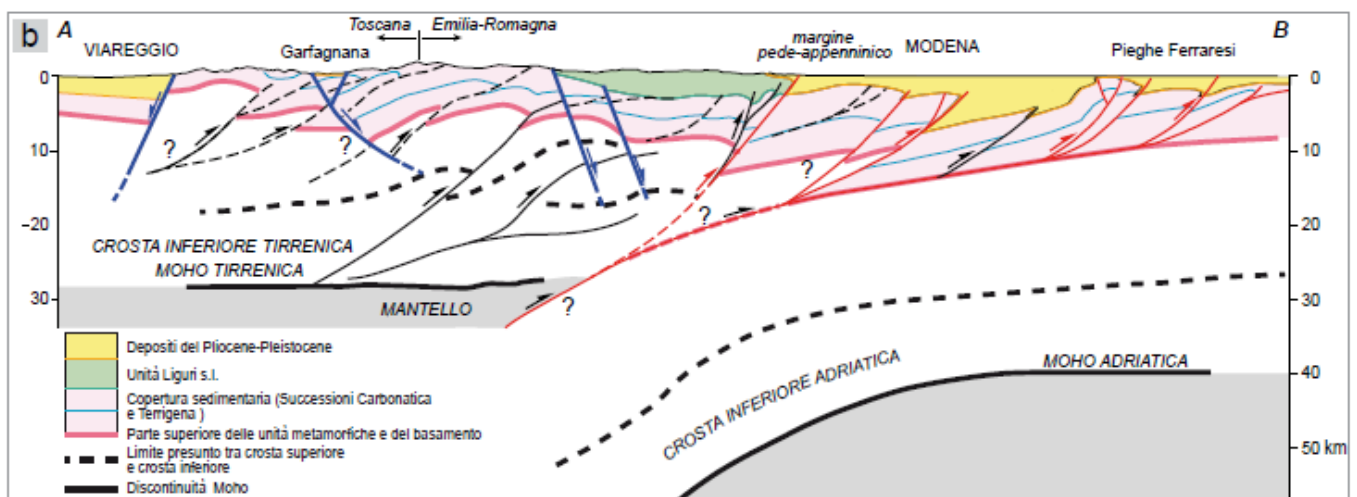 b
A
B
Toscana
Emilia-Romagna
VIAREGGIO
Garfagnana
margine
pede-appenninico
MODENA
Pieghe Ferraresi
0
0
?
?
?
10
10
?
?
–20
20
CROSTA INFERIORE TIRRENICA
MOHO TIRRENICA
30
MANTELLO
?
30
Depositi del Pliocene-Pleistocene
Unità Liguri s.l.
Copertura sedimentaria (Successioni Carbonatica
e Terrigena )
Parte superiore delle unità metamorfiche e del basamento
Limite presunto tra crosta superiore
e crosta inferiore
Discontinuità Moho
CROSTA INFERIORE ADRIATICA
MOHO ADRIATICA
40
50 km